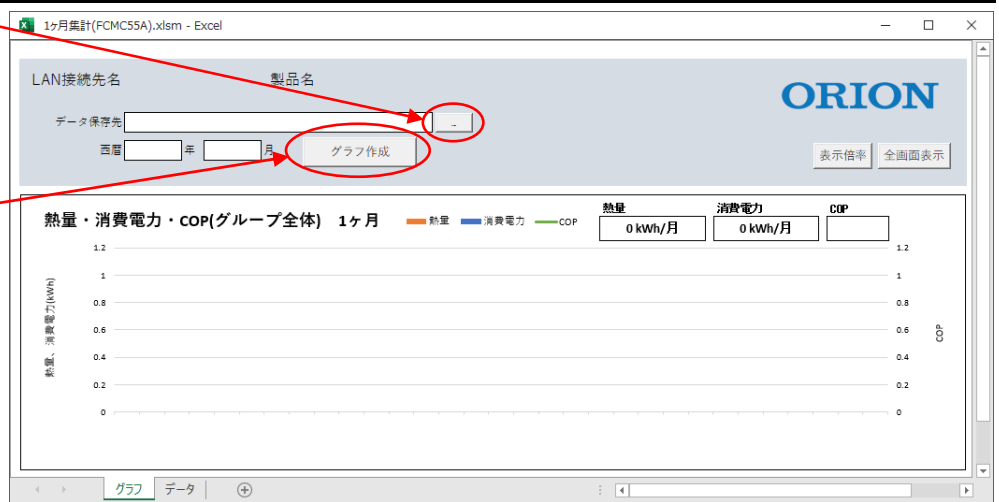 1ヶ月集計(FCMC55A).xlsm - Excel
LAN接続先名 製品名
ORION
データ保存先 ..
西暦 年 月 グラフ作成 表示倍率 全画面表示
熱量・消費電力・COP(グループ全体) 1ヶ月 熱量 消費電力 COP
熱量 消費電力 COP
0 kWh/月 0 kWh/月
熱量、消費電力(kWh)
1.2 1.2
1 1
0.8 0.8
0.6 0.6
0.4 0.4
0.2 0.2
0 0
COP
グラフ データ